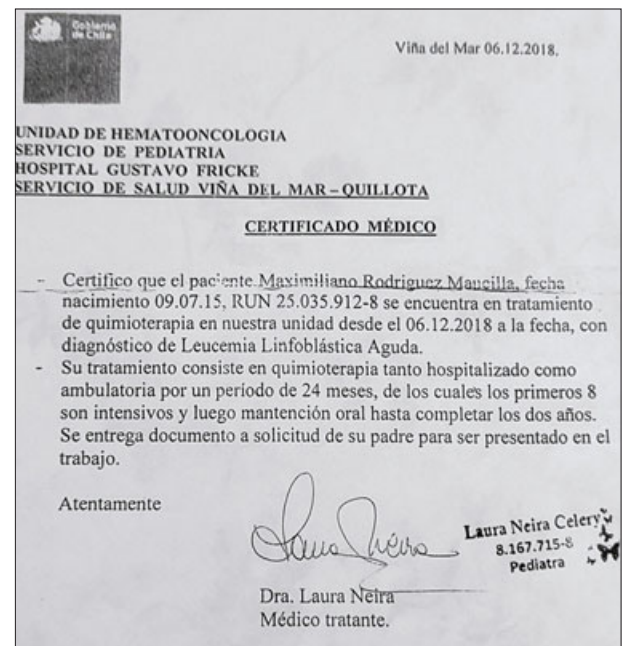 Gobierno
de Chile
Viña del Mar 06.12.2018.
UNIDAD DE HEMATOONCOLOGIA
SERVICIO DE PEDIATRIA
HOSPITAL GUSTAVO FRICKE
SERVICIO DE SALUD VIÑA DEL MAR – QUILLOTA
CERTIFICADO MÉDICO
- Certifico que el paciente Maximiliano Rodriguez Mancilla, fecha
nacimiento 09.07.15, RUN 25.035.912-8 se encuentra en tratamiento
de quimioterapia en nuestra unidad desde el 06.12.2018 a la fecha, con
diagnóstico de Leucemia Linfoblástica Aguda.
- Su tratamiento consiste en quimioterapia tanto hospitalizado como
ambulatoria por un período de 24 meses, de los cuales los primeros 8
son intensivos y luego mantención oral hasta completar los dos años.
Se entrega documento a solicitud de su padre para ser presentado en el
trabajo.
Atentamente
Laura Neira
Laura Neira Celery
8.167.715-8
Pediatra
Dra. Laura Neira
Médico tratante.